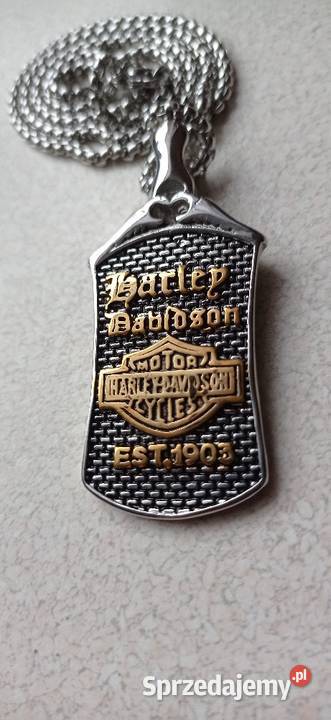 Harley
Davidson
MOTOR
HARLEY-DAVIDSON
CYCLES
EST.1903
Sprzedajemy.pl